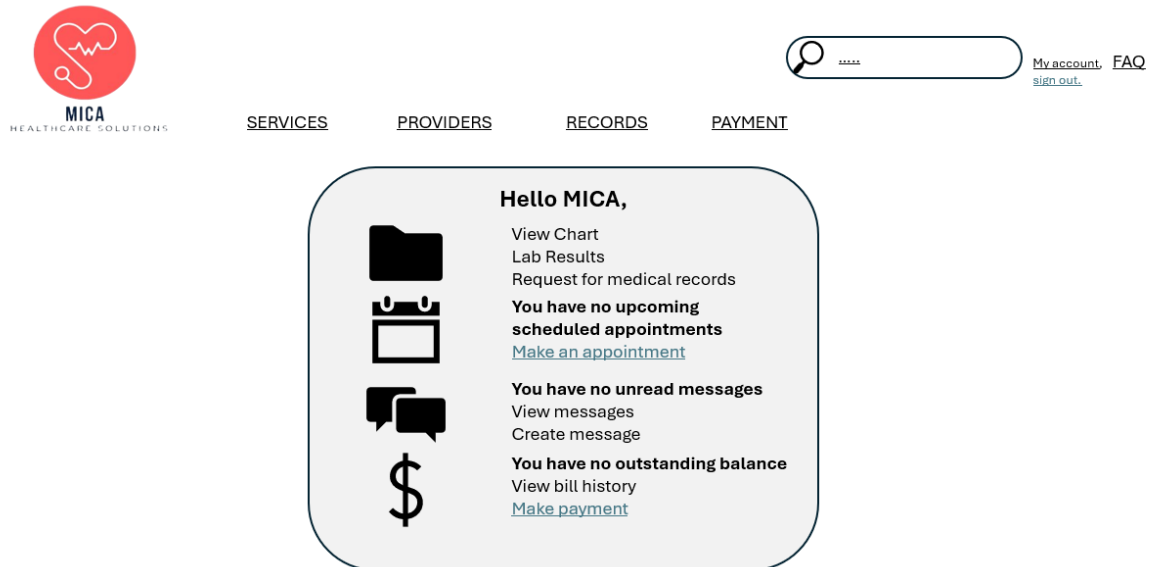 MICA
HEALTHCARE SOLUTIONS
.....
My account,
sign out.
FAQ
SERVICES
PROVIDERS
RECORDS
PAYMENT
Hello MICA,
View Chart
Lab Results
Request for medical records
You have no upcoming
scheduled appointments
Make an appointment
You have no unread messages
View messages
Create message
You have no outstanding balance
View bill history
Make payment